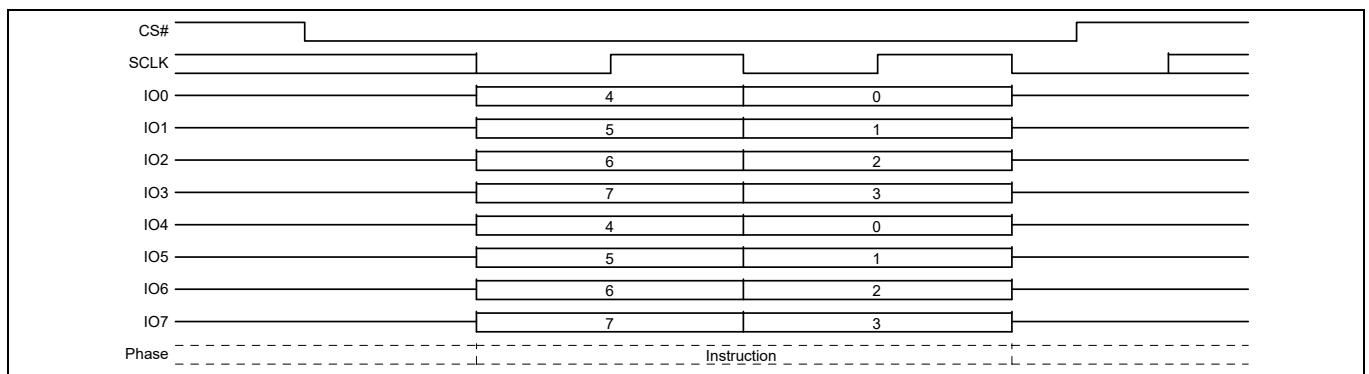 CS#
SCLK
IO0 4 0
IO1 5 1
IO2 6 2
IO3 7 3
IO4 4 0
IO5 5 1
IO6 6 2
IO7 7 3
Phase Instruction